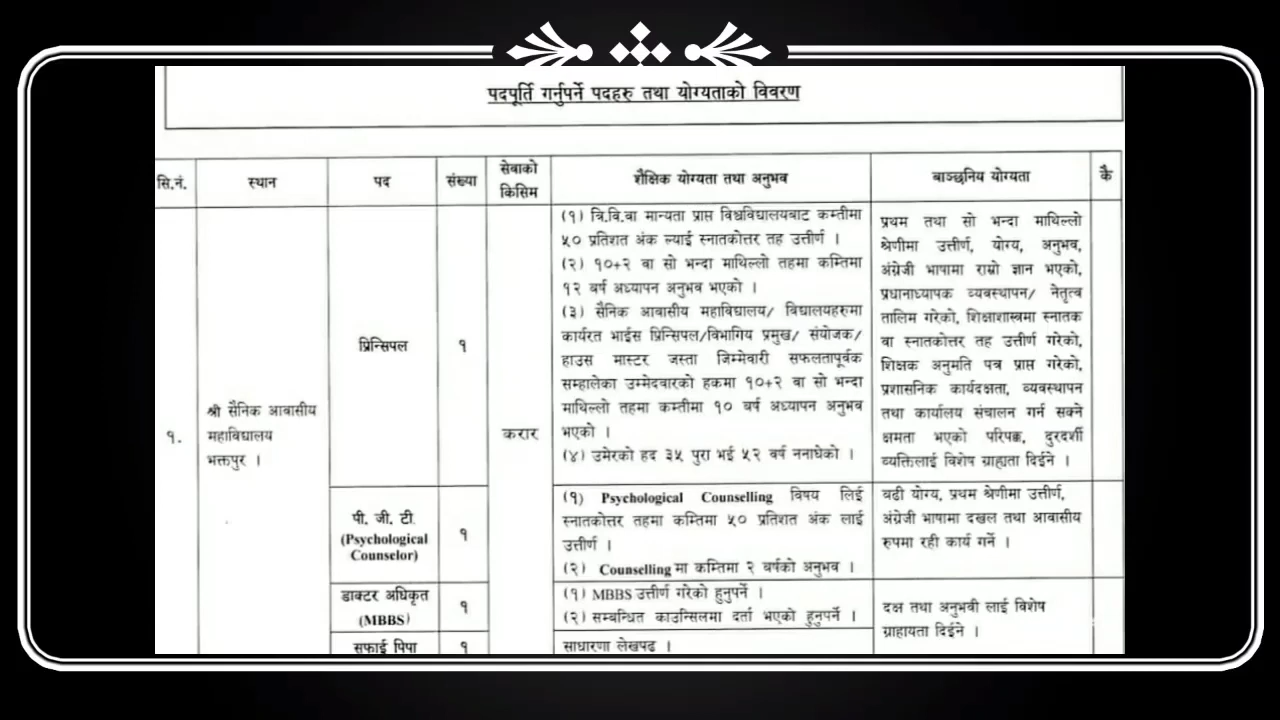 पदपूर्ति गर्नुपर्ने पदहरु तथा योग्यताको विवरण
सि.नं.
स्थान
पद
संख्या
सेवाको
किसिम
शैक्षिक योग्यता तथा अनुभव
बाञ्छनिय योग्यता
कै
१.
श्री सैनिक आवासीय
महाविद्यालय
भक्तपुर ।
प्रिन्सिपल
१
करार
(१) त्रि.वि.वा मान्यता प्राप्त विश्वविद्यालयबाट कम्तीमा
५० प्रतिशत अंक ल्याई स्नातकोत्तर तह उत्तीर्ण ।
(२) १०+२ वा सो भन्दा माथिल्लो तहमा कम्तिमा
१२ बर्ष अध्यापन अनुभव भएको ।
(३) सैनिक आवासीय महाविद्यालय/ विद्यालयहरुमा
कार्यरत भाईस प्रिन्सिपल/विभागिय प्रमुख/ संयोजक/
हाउस मास्टर जस्ता जिम्मेवारी सफलतापूर्वक
सम्हालेका उम्मेदवारको हकमा १०+२ वा सो भन्दा
माथिल्लो तहमा कम्तीमा १० बर्ष अध्यापन अनुभव
भएको ।
(४) उमेरको हद ३५ पुरा भई ५२ वर्ष ननाघेको ।
प्रथम तथा सो भन्दा माथिल्लो
श्रेणीमा उत्तीर्ण, योग्य, अनुभव,
अंग्रेजी भाषामा राम्रो ज्ञान भएको,
प्रधानाध्यापक व्यवस्थापन/ नेतृत्व
तालिम गरेको, शिक्षाशास्त्रमा स्नातक
वा स्नातकोत्तर तह उत्तीर्ण गरेको,
शिक्षक अनुमति पत्र प्राप्त गरेको,
प्रशासनिक कार्यदक्षता, व्यवस्थापन
तथा कार्यालय संचालन गर्न सक्ने
क्षमता भएको परिपक्क, दुरदर्शी
व्यक्तिलाई विशेष ग्राह्यता दिईने ।
पी. जी. टी.
(Psychological
Counselor)
१
(१) Psychological Counselling विषय लिई
स्नातकोत्तर तहमा कम्तिमा ५० प्रतिशत अंक लाई
उत्तीर्ण ।
(२) Counselling मा कम्तिमा २ बर्षको अनुभव ।
बढी योग्य, प्रथम श्रेणीमा उत्तीर्ण,
अंग्रेजी भाषामा दखल तथा आवासीय
रुपमा रही कार्य गर्ने ।
डाक्टर अधिकृत
(MBBS)
१
(१) MBBS उत्तीर्ण गरेको हुनुपर्ने ।
(२) सम्बन्धित काउन्सिलमा दर्ता भएको हुनुपर्ने ।
दक्ष तथा अनुभवी लाई विशेष
ग्राहायता दिईने ।
सफाई पिपा
१
साधारणा लेखपढ ।